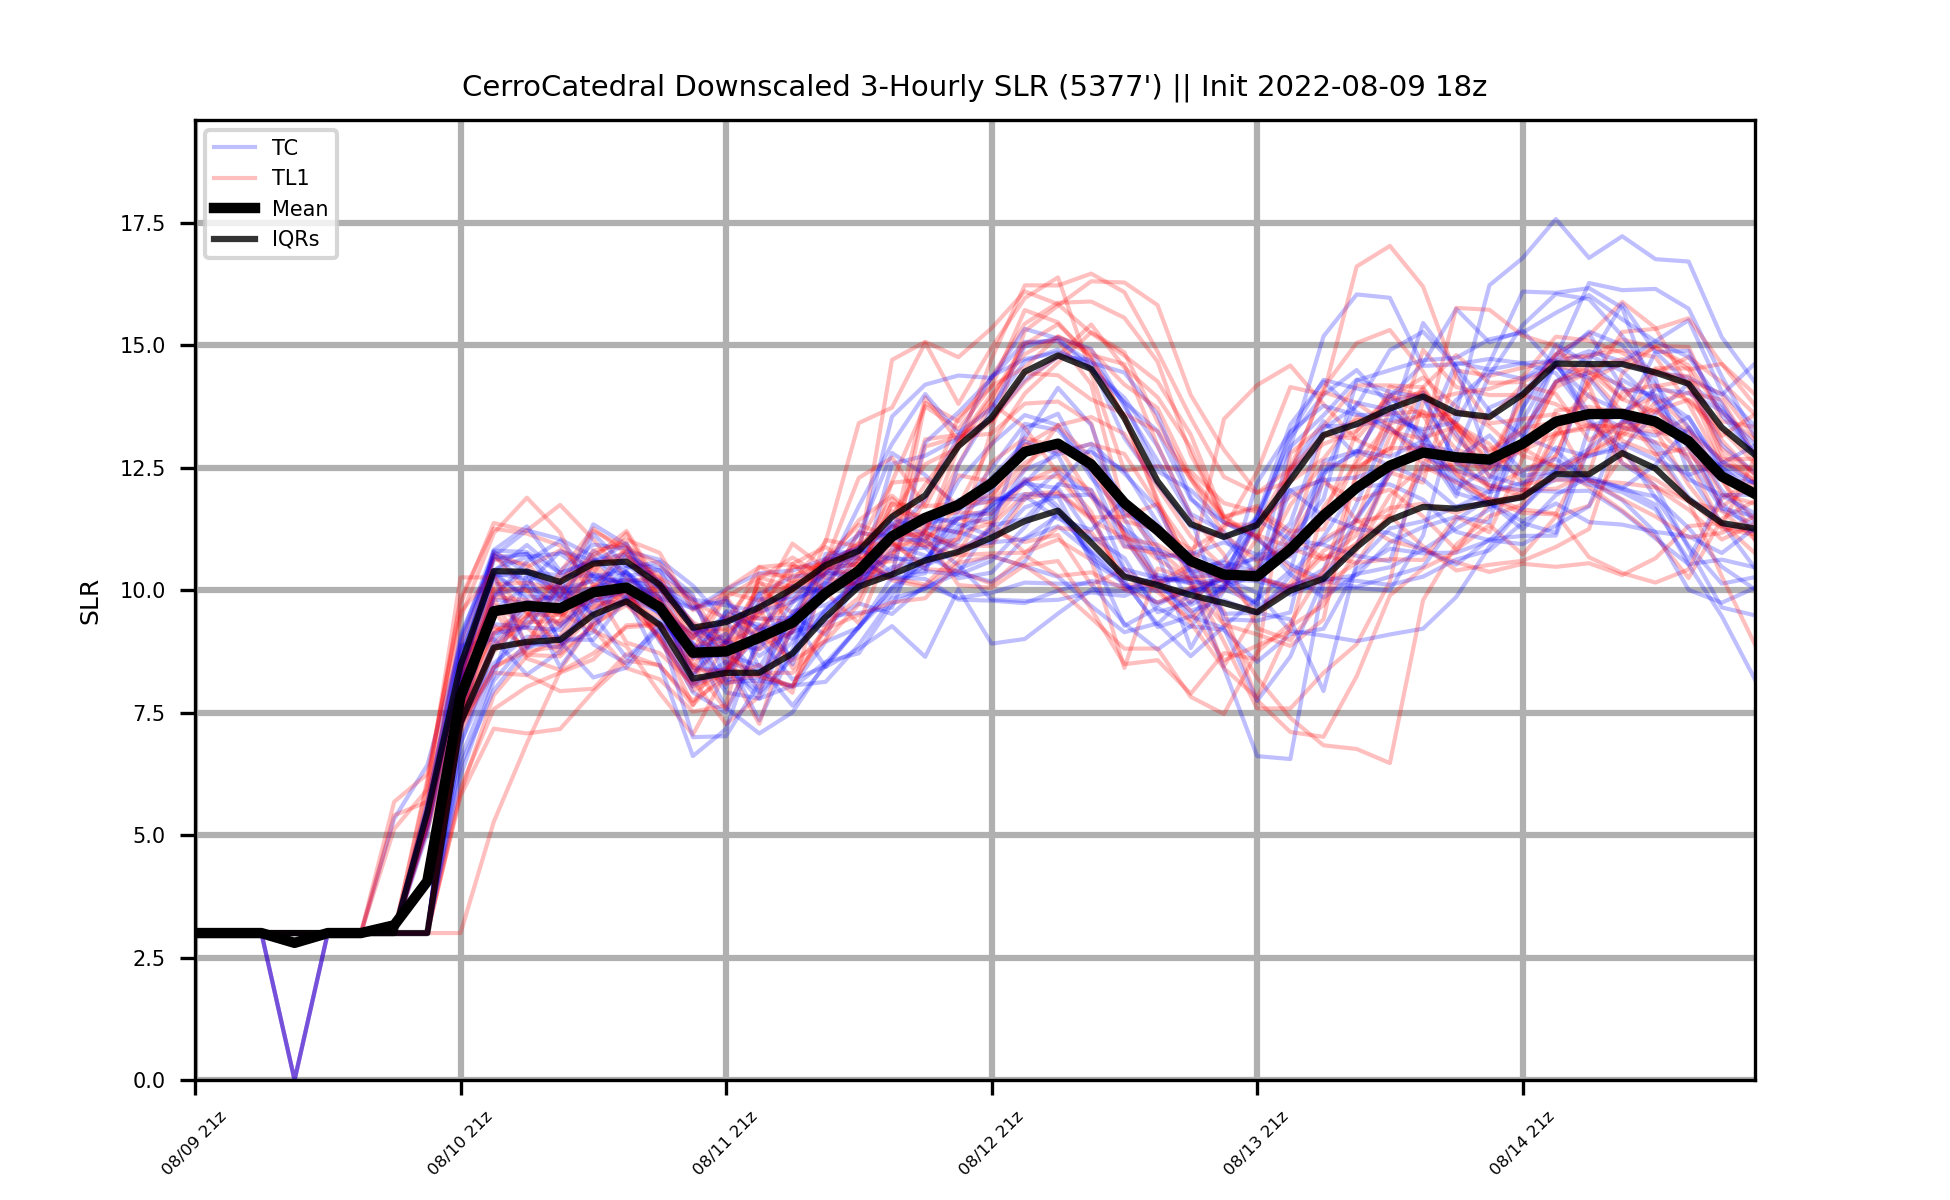 CerroCatedral Downscaled 3-Hourly SLR (5377') || Init 2022-08-09 18z
TC
TL1
Mean
IQRs
17.5
15.0
12.5
10.0
7.5
5.0
2.5
0.0
SLR
08/09 21z
08/10 21z
08/11 21z
08/12 21z
08/13 21z
08/14 21z